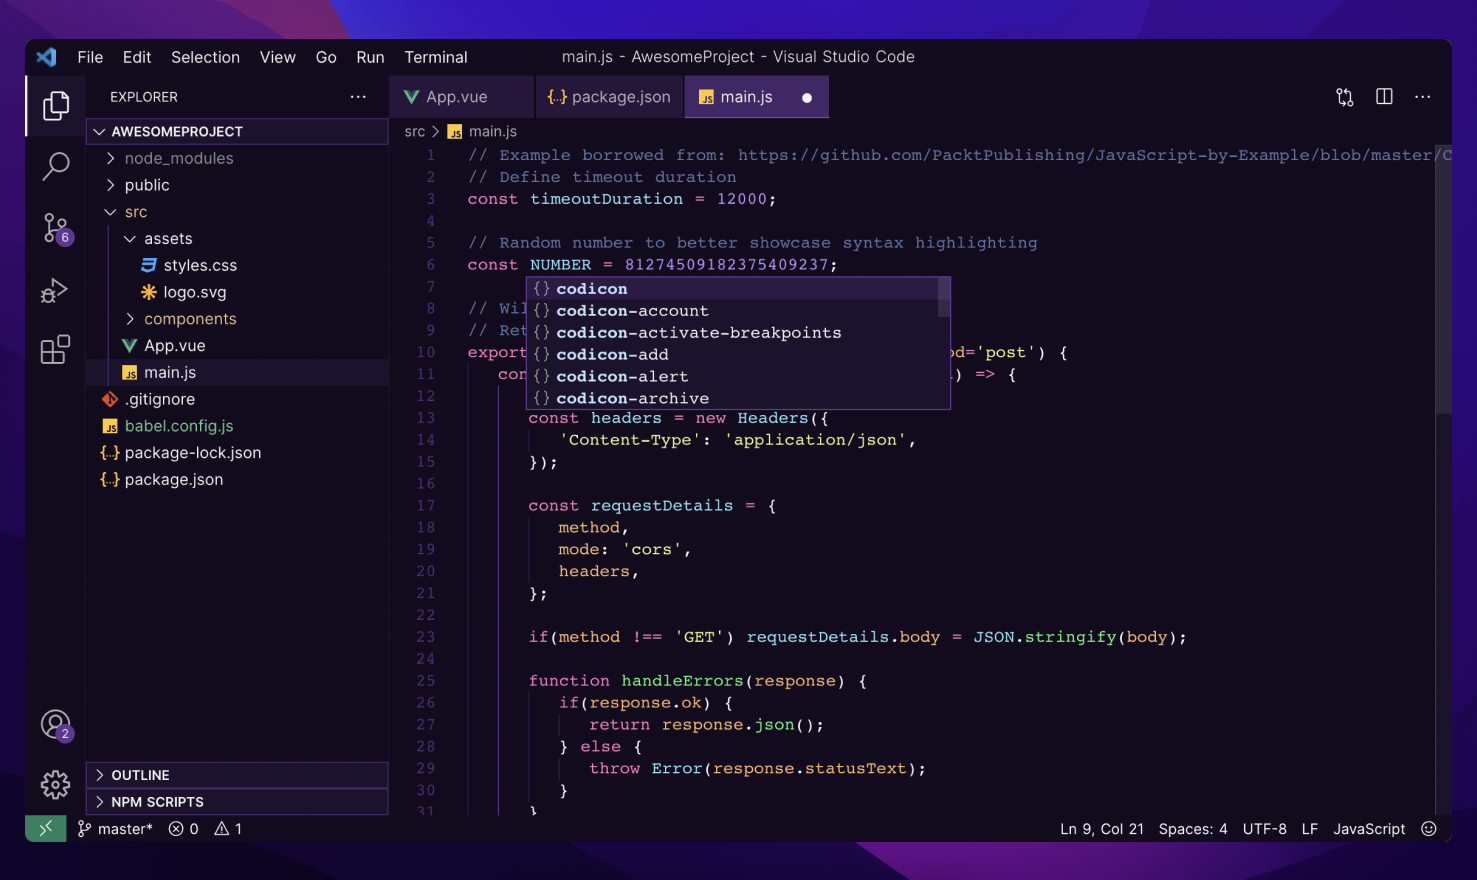 File Edit Selection View Go Run Terminal
main.js - AwesomeProject - Visual Studio Code
EXPLORER
AWESOMEPROJECT
node_modules
public
src
assets
styles.css
logo.svg
components
App.vue
JS main.js
.gitignore
JS babel.config.js
{..} package-lock.json
{..} package.json
OUTLINE
NPM SCRIPTS
6
2
App.vue
{..} package.json
JS main.js
src > JS main.js
1 // Example borrowed from: https://github.com/PacktPublishing/JavaScript-by-Example/blob/master/C
2 // Define timeout duration
3 const timeoutDuration = 12000;
4
5 // Random number to better showcase syntax highlighting
6 const NUMBER = 81274509182375409237;
7
8 // Wil
9 // Ret
10 export
='post') {
11 con
) => {
12
{} codicon
{} codicon-account
{} codicon-activate-breakpoints
{} codicon-add
{} codicon-alert
{} codicon-archive
13 const headers = new Headers({
14 'Content-Type': 'application/json',
15 });
16
17 const requestDetails = {
18 method,
19 mode: 'cors',
20 headers,
21 };
22
23 if(method !== 'GET') requestDetails.body = JSON.stringify(body);
24
25 function handleErrors(response) {
26 if(response.ok) {
27 return response.json();
28 } else {
29 throw Error(response.statusText);
30 }
31 }
master* 0 1
Ln 9, Col 21 Spaces: 4 UTF-8 LF JavaScript